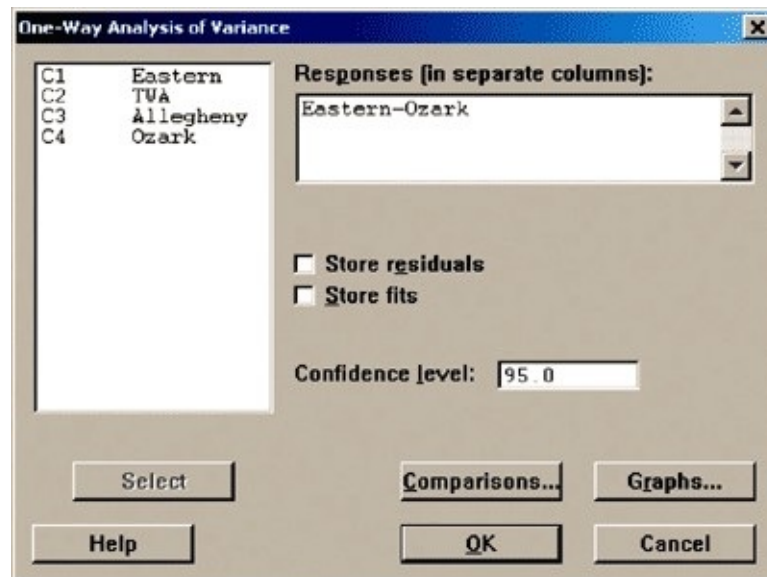 One-Way Analysis of Variance
C1 Eastern
C2 TWA
C3 Allegheny
C4 Ozark
Responses (in separate columns):
Eastern-Ozark
Store residuals
Store fits
Confidence level: 95.0
Select
Comparisons...
Graphs...
Help
OK
Cancel